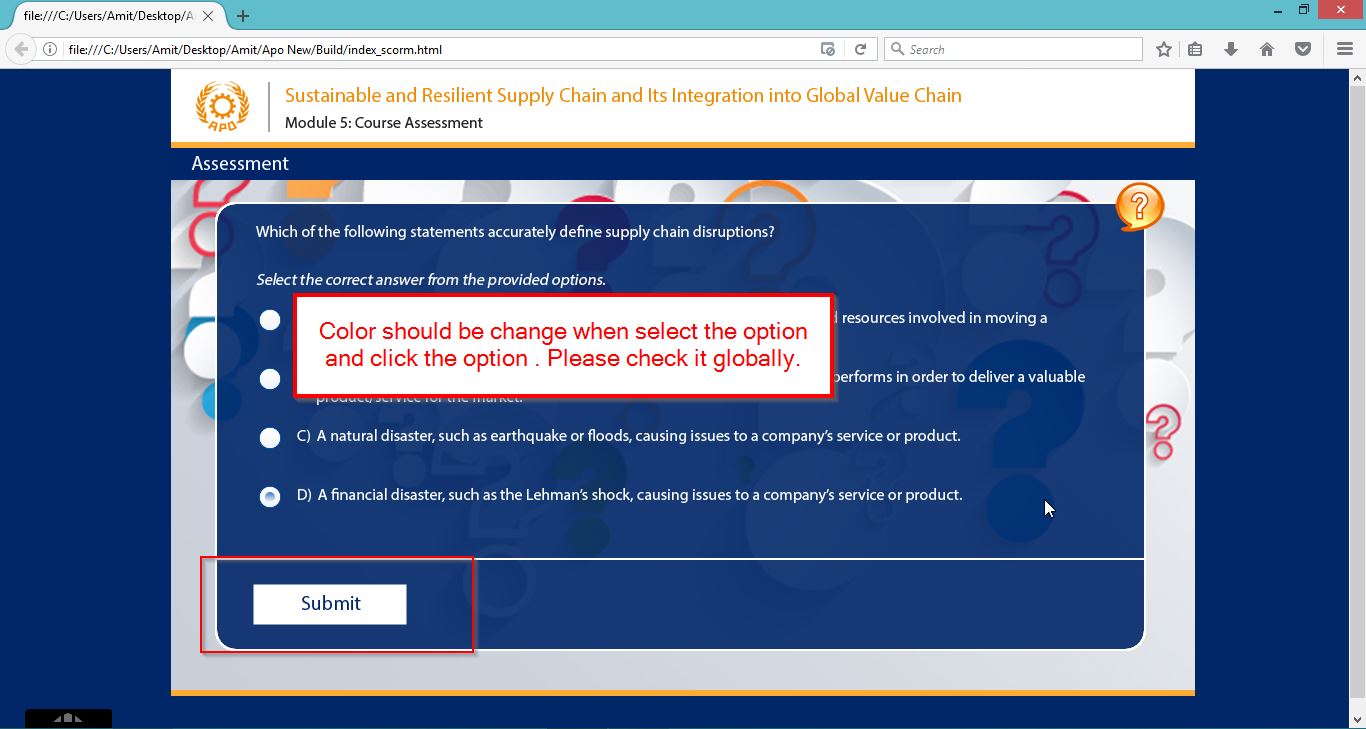 file:///C:/Users/Amit/Desktop/A
file:///C:/Users/Amit/Desktop/Amit/Apo New/Build/index_scorm.html
Search
APO
Sustainable and Resilient Supply Chain and Its Integration into Global Value Chain
Module 5: Course Assessment
Assessment
Which of the following statements accurately define supply chain disruptions?
Select the correct answer from the provided options.
Color should be change when select the option
and click the option . Please check it globally.
resources involved in moving a
performs in order to deliver a valuable
product/service for the market.
C) A natural disaster, such as earthquake or floods, causing issues to a company’s service or product.
D) A financial disaster, such as the Lehman’s shock, causing issues to a company’s service or product.
Submit